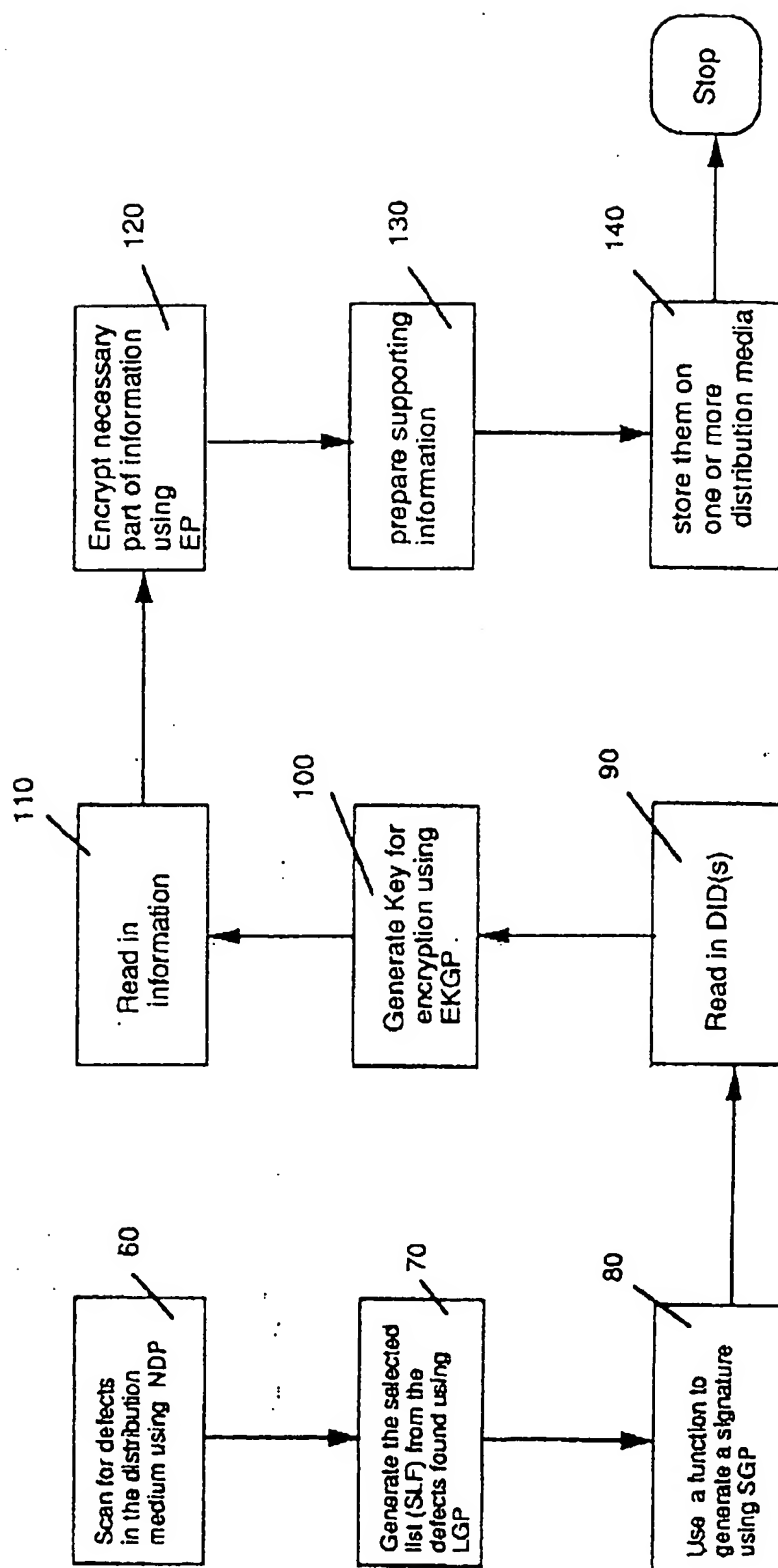 60
Scan for defects
in the distribution
medium using NDP
70
Generate the selected
list (SLF) from the
defects found using
LGP
80
Use a function to
generate a signature
using SGP
90
Read in DID(s)
100
Generate Key for
encryption using
EKGP
110
Read in
information
120
Encrypt necessary
part of information
using
EP
130
prepare supporting
information
140
store them on
one or more
distribution media
Stop